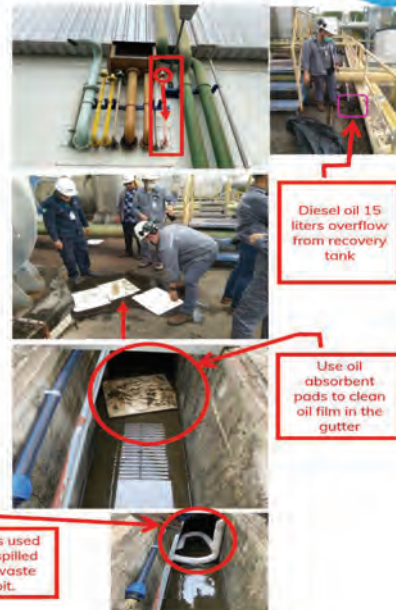 Diesel oil 15
liters overflow
from recovery
tank
Use oil
absorbent
pads to clean
oil film in the
gutter
s used
spilled
waste
pit.